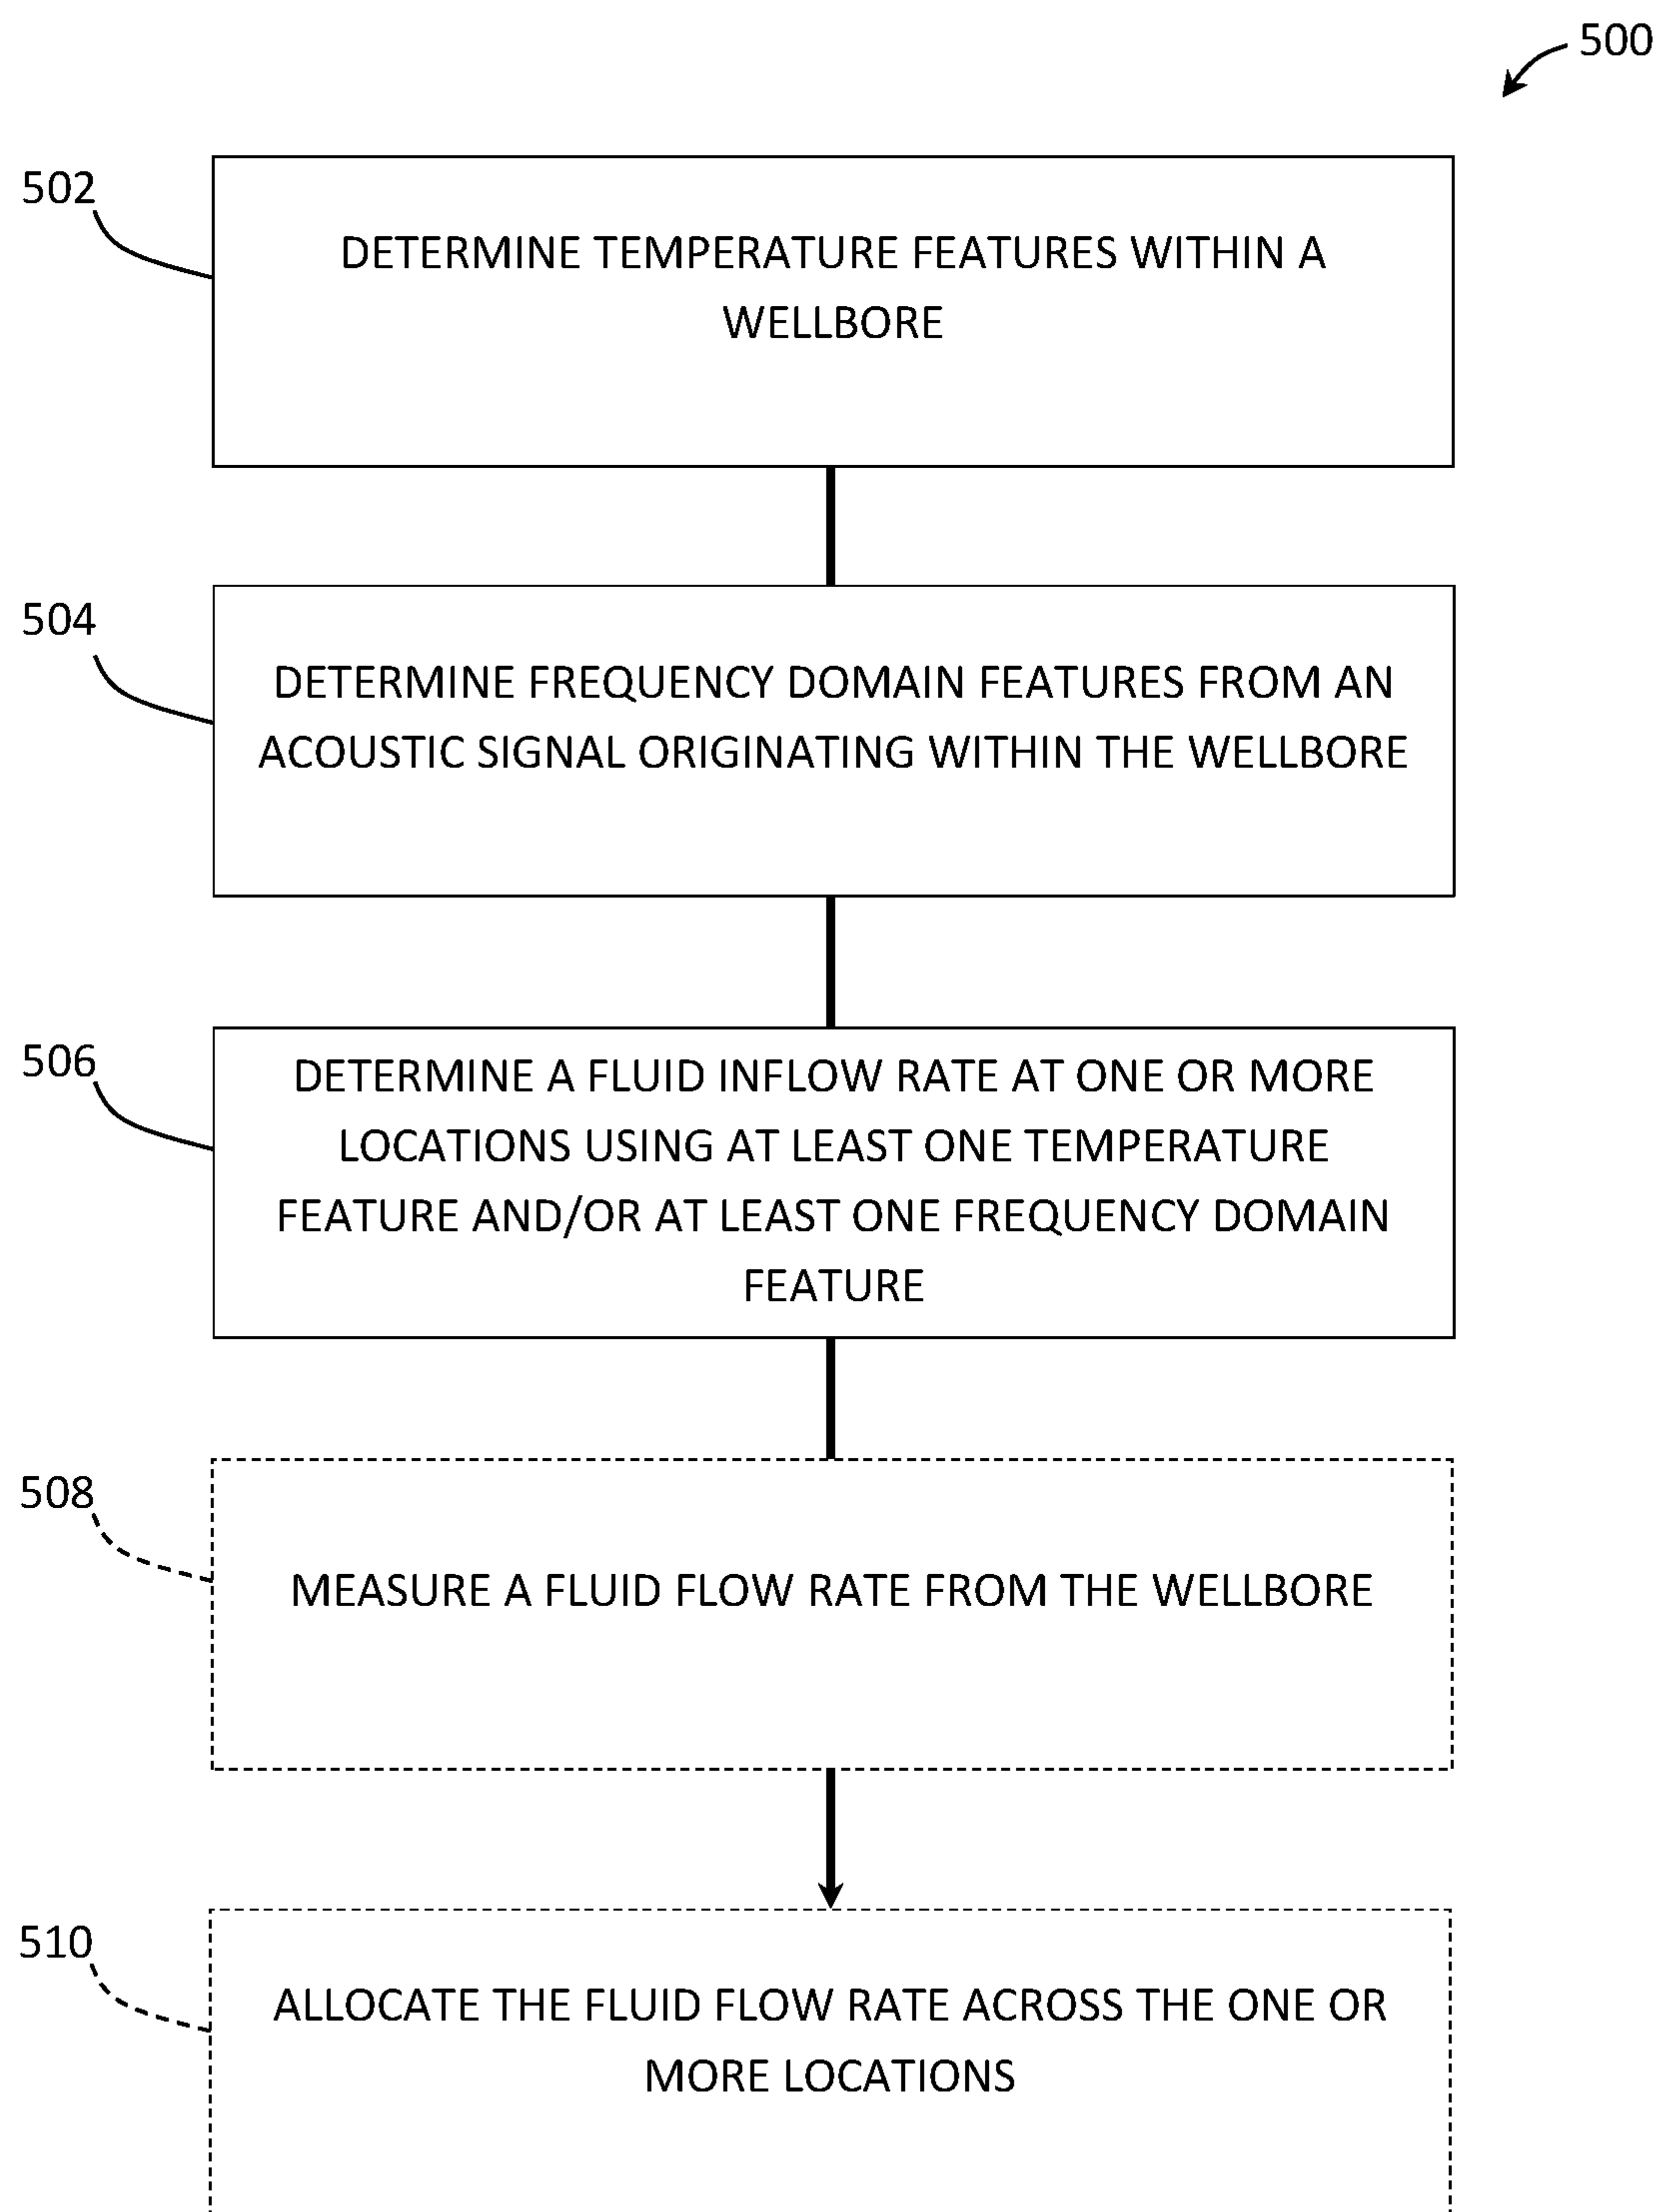 500
502
DETERMINE TEMPERATURE FEATURES WITHIN A
WELLBORE
504
DETERMINE FREQUENCY DOMAIN FEATURES FROM AN
ACOUSTIC SIGNAL ORIGINATING WITHIN THE WELLBORE
506
DETERMINE A FLUID INFLOW RATE AT ONE OR MORE
LOCATIONS USING AT LEAST ONE TEMPERATURE
FEATURE AND/OR AT LEAST ONE FREQUENCY DOMAIN
FEATURE
508
MEASURE A FLUID FLOW RATE FROM THE WELLBORE
510
ALLOCATE THE FLUID FLOW RATE ACROSS THE ONE OR
MORE LOCATIONS